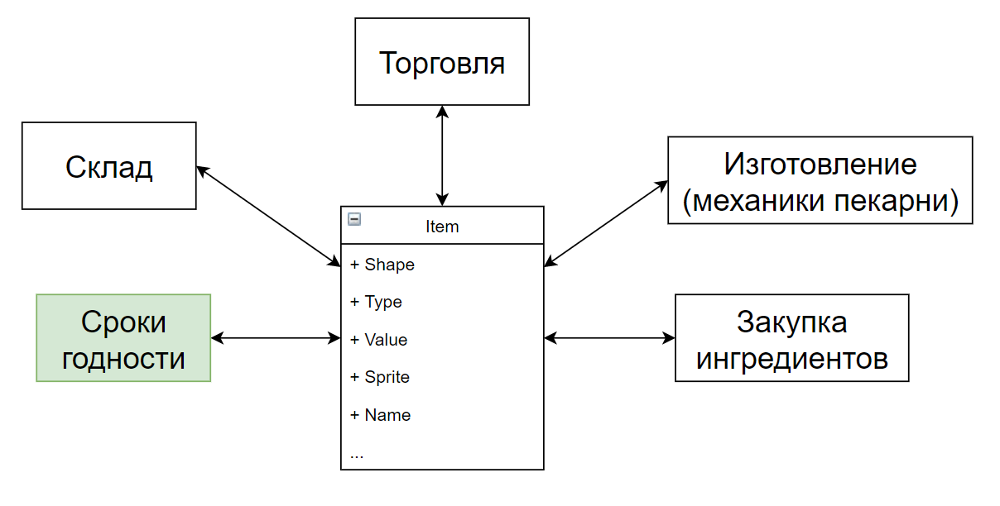 Торговля
Склад
Изготовление
(механики пекарни)
Item
+ Shape
+ Type
+ Value
+ Sprite
+ Name
...
Сроки
годности
Закупка
ингредиентов